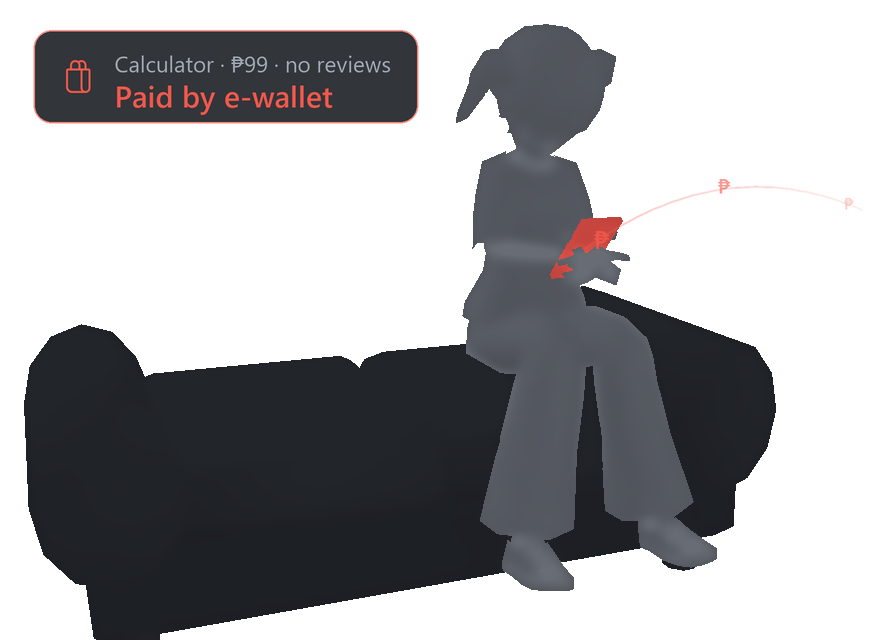 Calculator · ₱99 · no reviews
Paid by e-wallet
₱
₱
₱